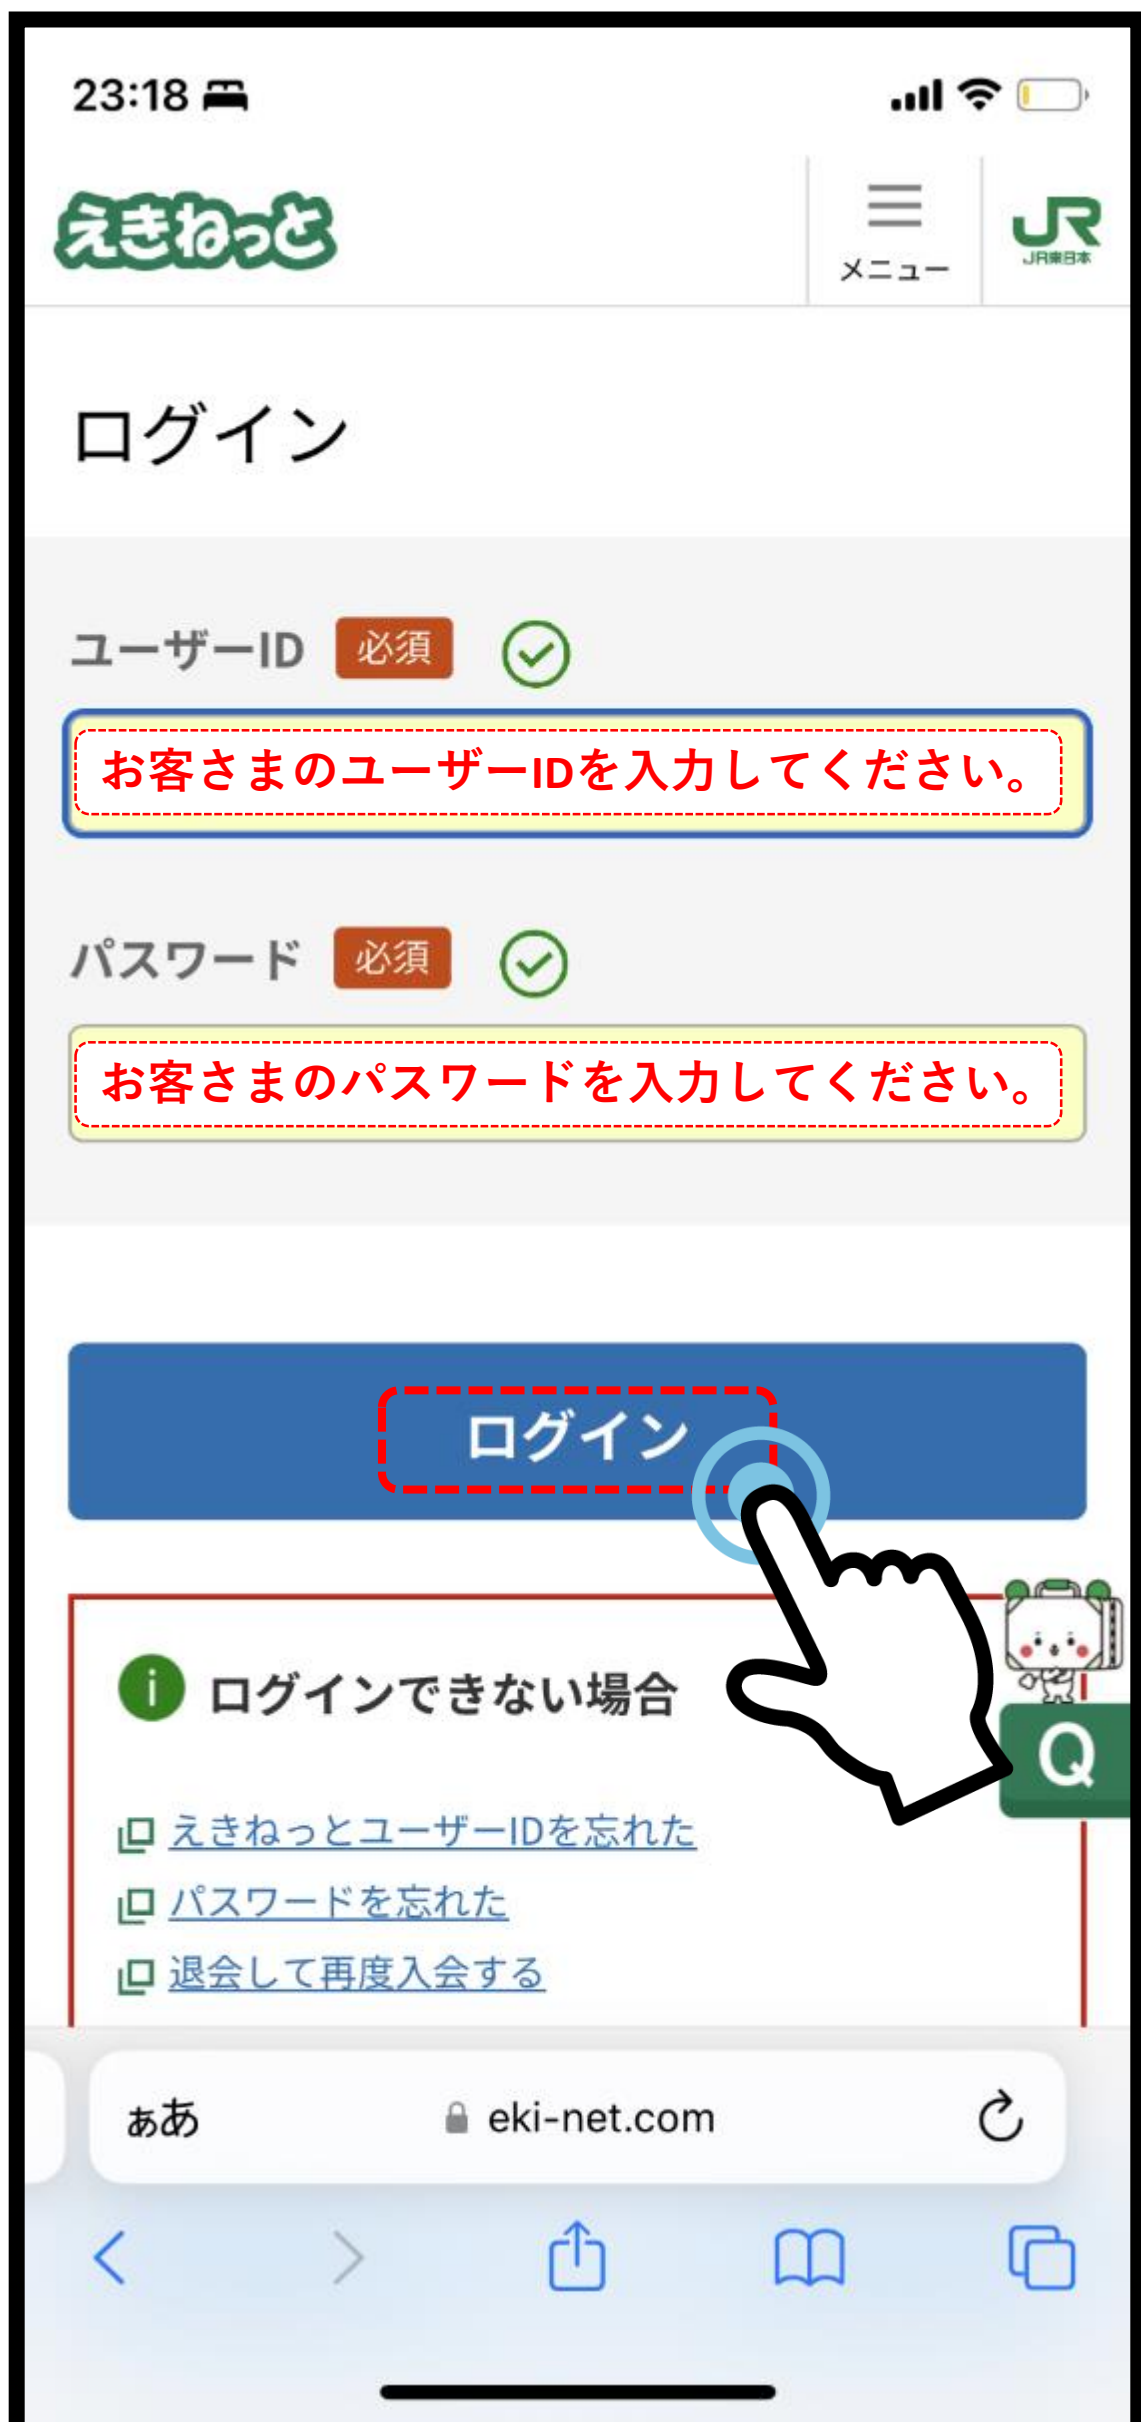 23:18
えきねっと
メニュー
JR
JR東日本
ログイン
ユーザーID 必須
お客さまのユーザーIDを入力してください。
パスワード 必須
お客さまのパスワードを入力してください。
ログイン
i ログインできない場合
Q
えきねっとユーザーIDを忘れた
パスワードを忘れた
退会して再度入会する
ぁあ eki-net.com